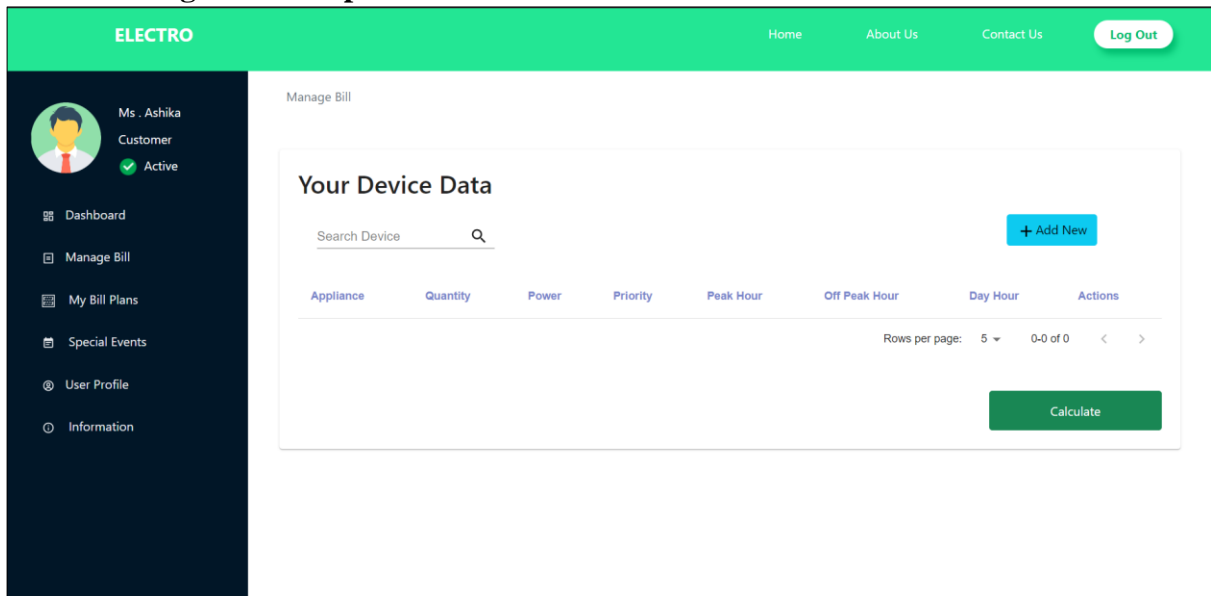 ELECTRO Home About Us Contact Us Log Out
Ms . Ashika
Customer
Active
Dashboard
Manage Bill
My Bill Plans
Special Events
User Profile
Information
Manage Bill
Your Device Data
Search Device
+ Add New
Appliance Quantity Power Priority Peak Hour Off Peak Hour Day Hour Actions
Rows per page: 5 0-0 of 0 < >
Calculate